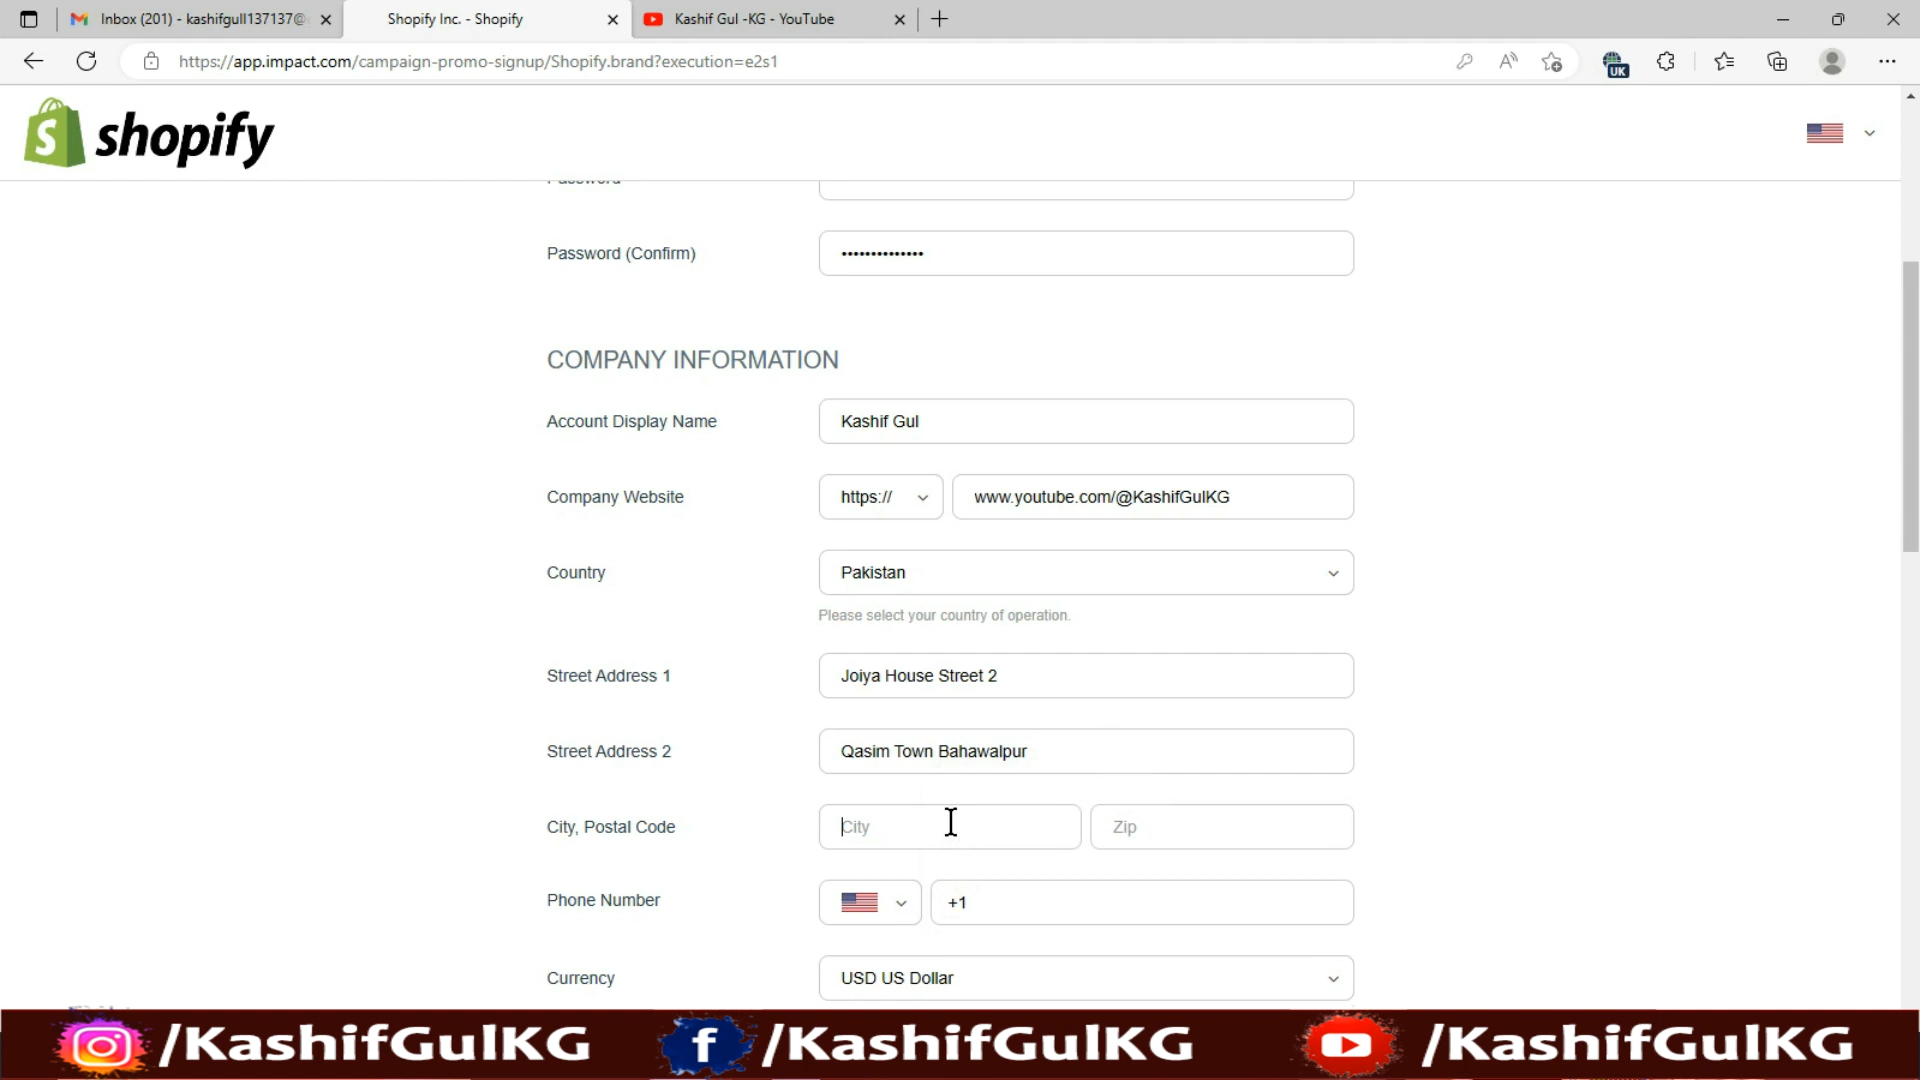 Inbox (201) - kashifgull137137@
Shopify Inc. - Shopify
Kashif Gul -KG - YouTube
https://app.impact.com/campaign-promo-signup/Shopify.brand?execution=e2s1
UK
shopify
Password
Password (Confirm)
••••••••••••••
COMPANY INFORMATION
Account Display Name
Kashif Gul
Company Website
https://
www.youtube.com/@KashifGulKG
Country
Pakistan
Please select your country of operation.
Street Address 1
Joiya House Street 2
Street Address 2
Qasim Town Bahawalpur
City, Postal Code
City
Zip
Phone Number
+1
Currency
USD US Dollar
/KashifGulKG
/KashifGulKG
/KashifGulKG